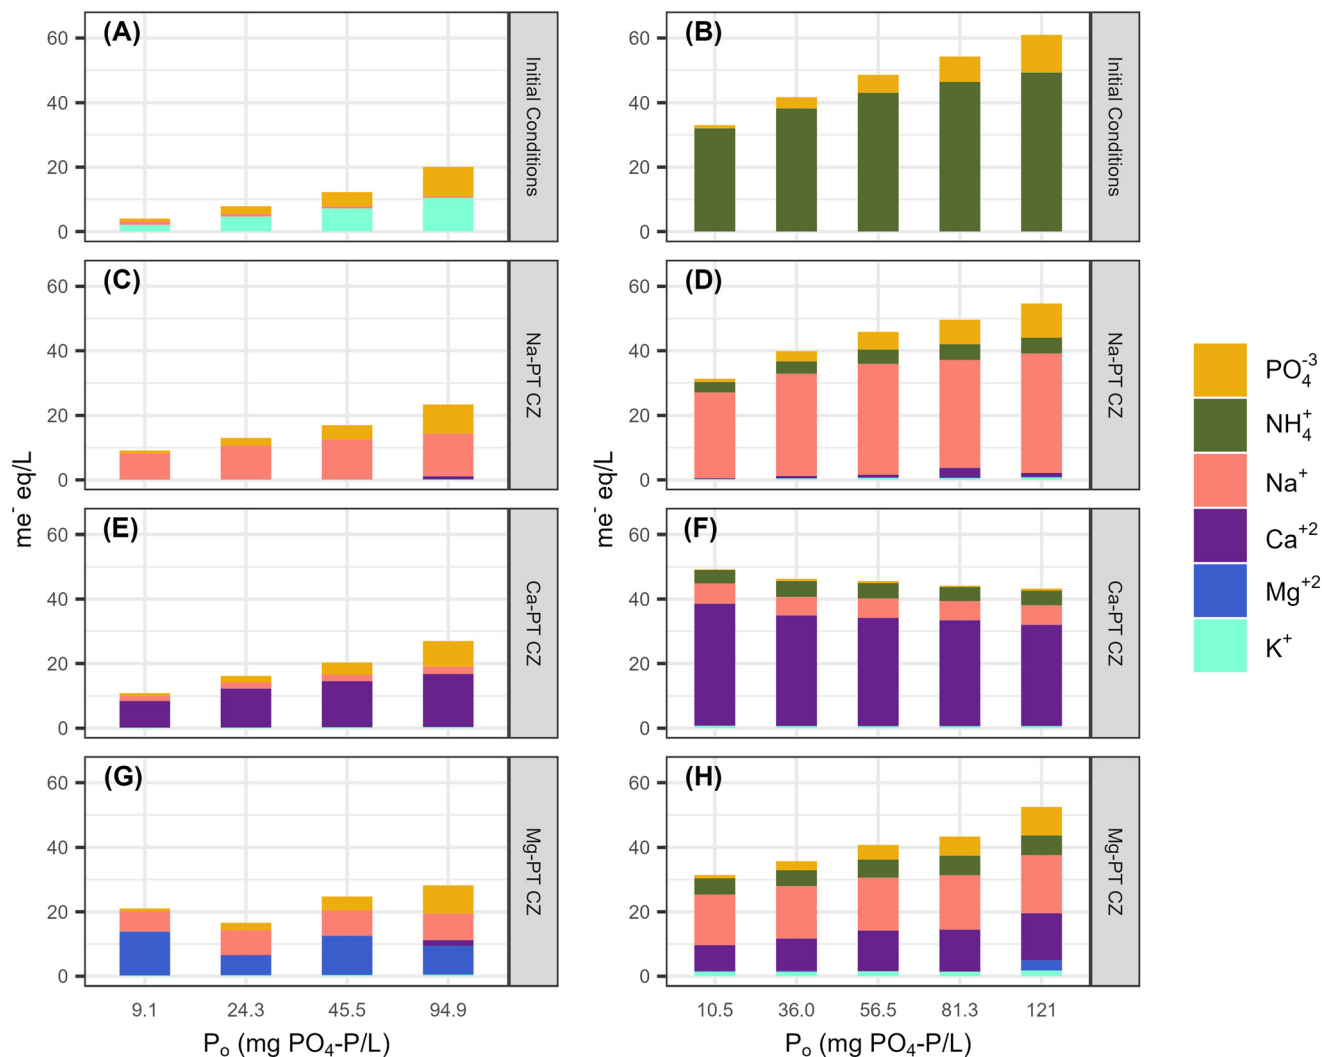 (A)
60
40
20
0
Initial Conditions
(B)
60
40
20
0
Initial Conditions
(C)
60
40
20
0
Na-PT CZ
(D)
60
40
20
0
Na-PT CZ
(E)
60
40
20
0
Ca-PT CZ
(F)
60
40
20
0
Ca-PT CZ
(G)
60
40
20
0
Mg-PT CZ
(H)
60
40
20
0
Mg-PT CZ
me⁻ eq/L
me⁻ eq/L
9.1 24.3 45.5 94.9
Pₒ (mg PO₄-P/L)
10.5 36.0 56.5 81.3 121
Pₒ (mg PO₄-P/L)
PO₄⁻³
NH₄⁺
Na⁺
Ca⁺²
Mg⁺²
K⁺